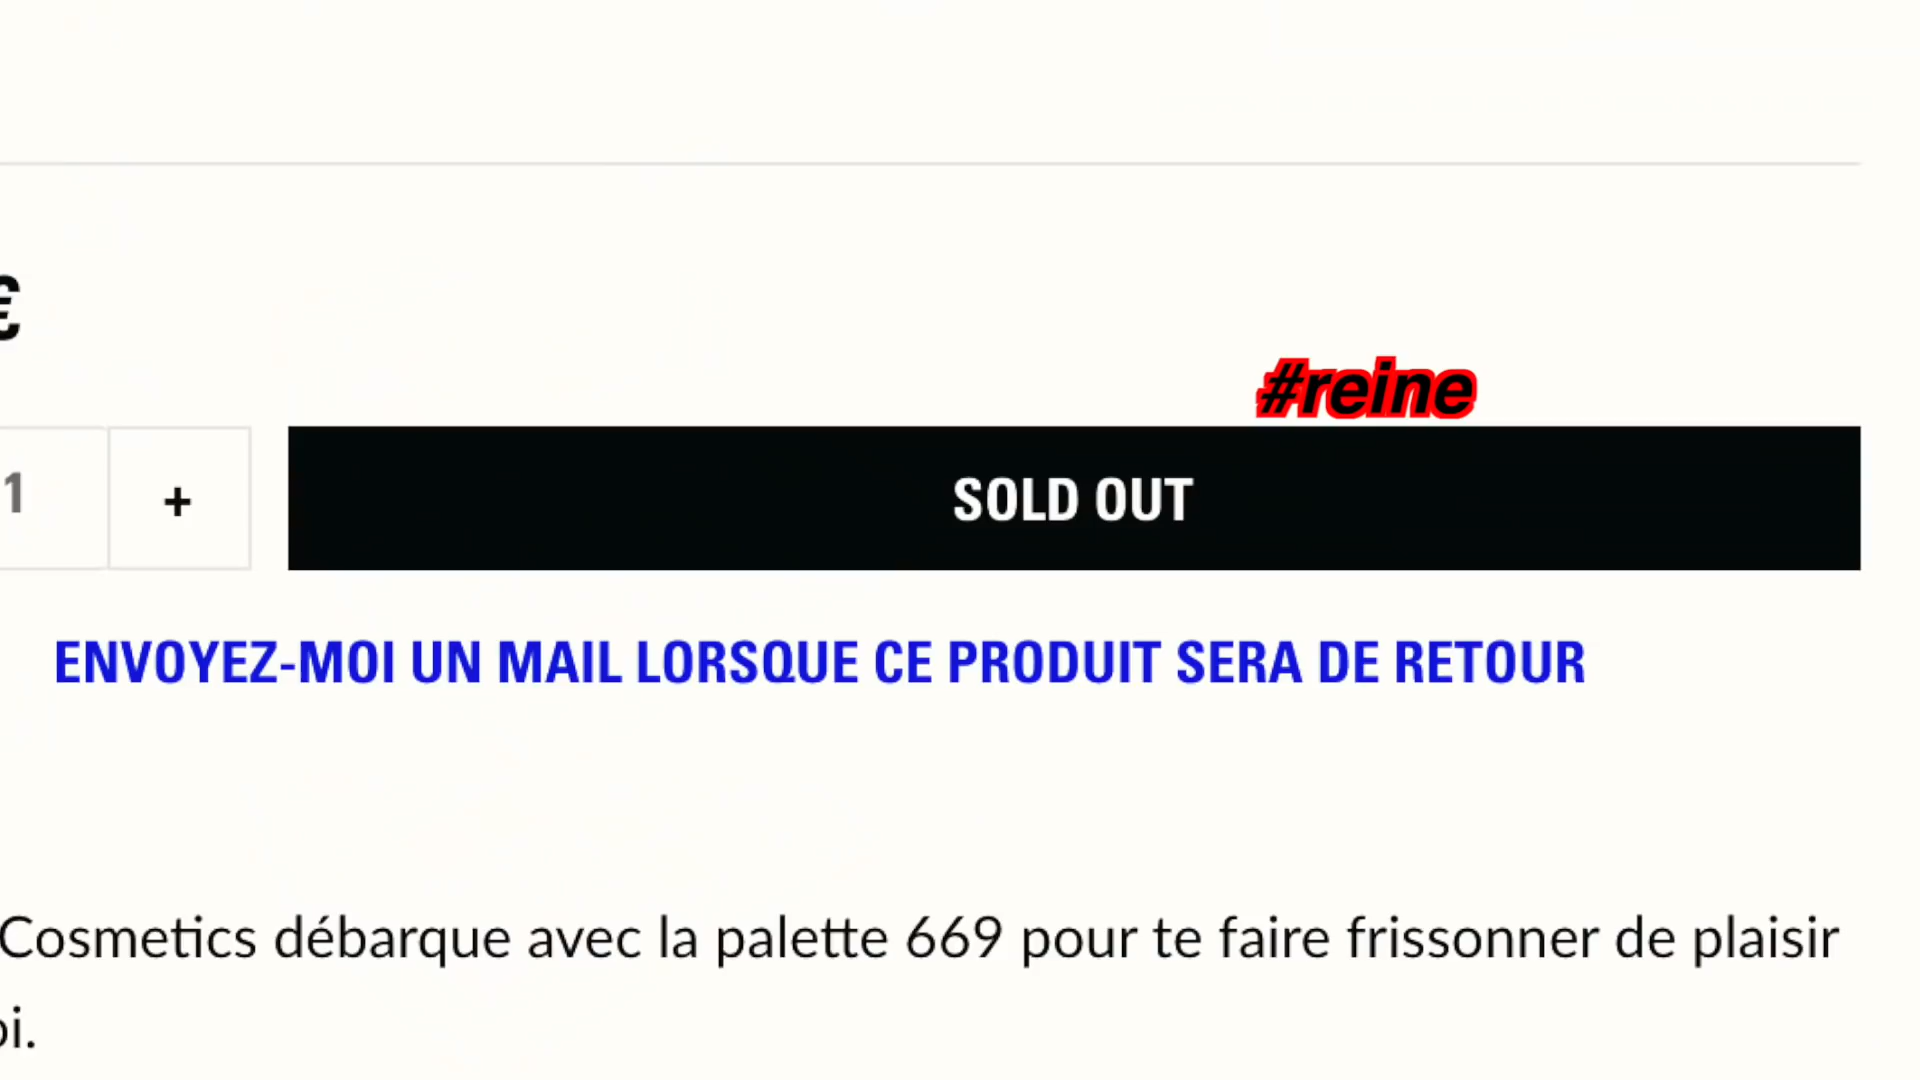 €
#reine
1 + SOLD OUT
ENVOYEZ-MOI UN MAIL LORSQUE CE PRODUIT SERA DE RETOUR
Cosmetics débarque avec la palette 669 pour te faire frissonner de plaisir
oi.